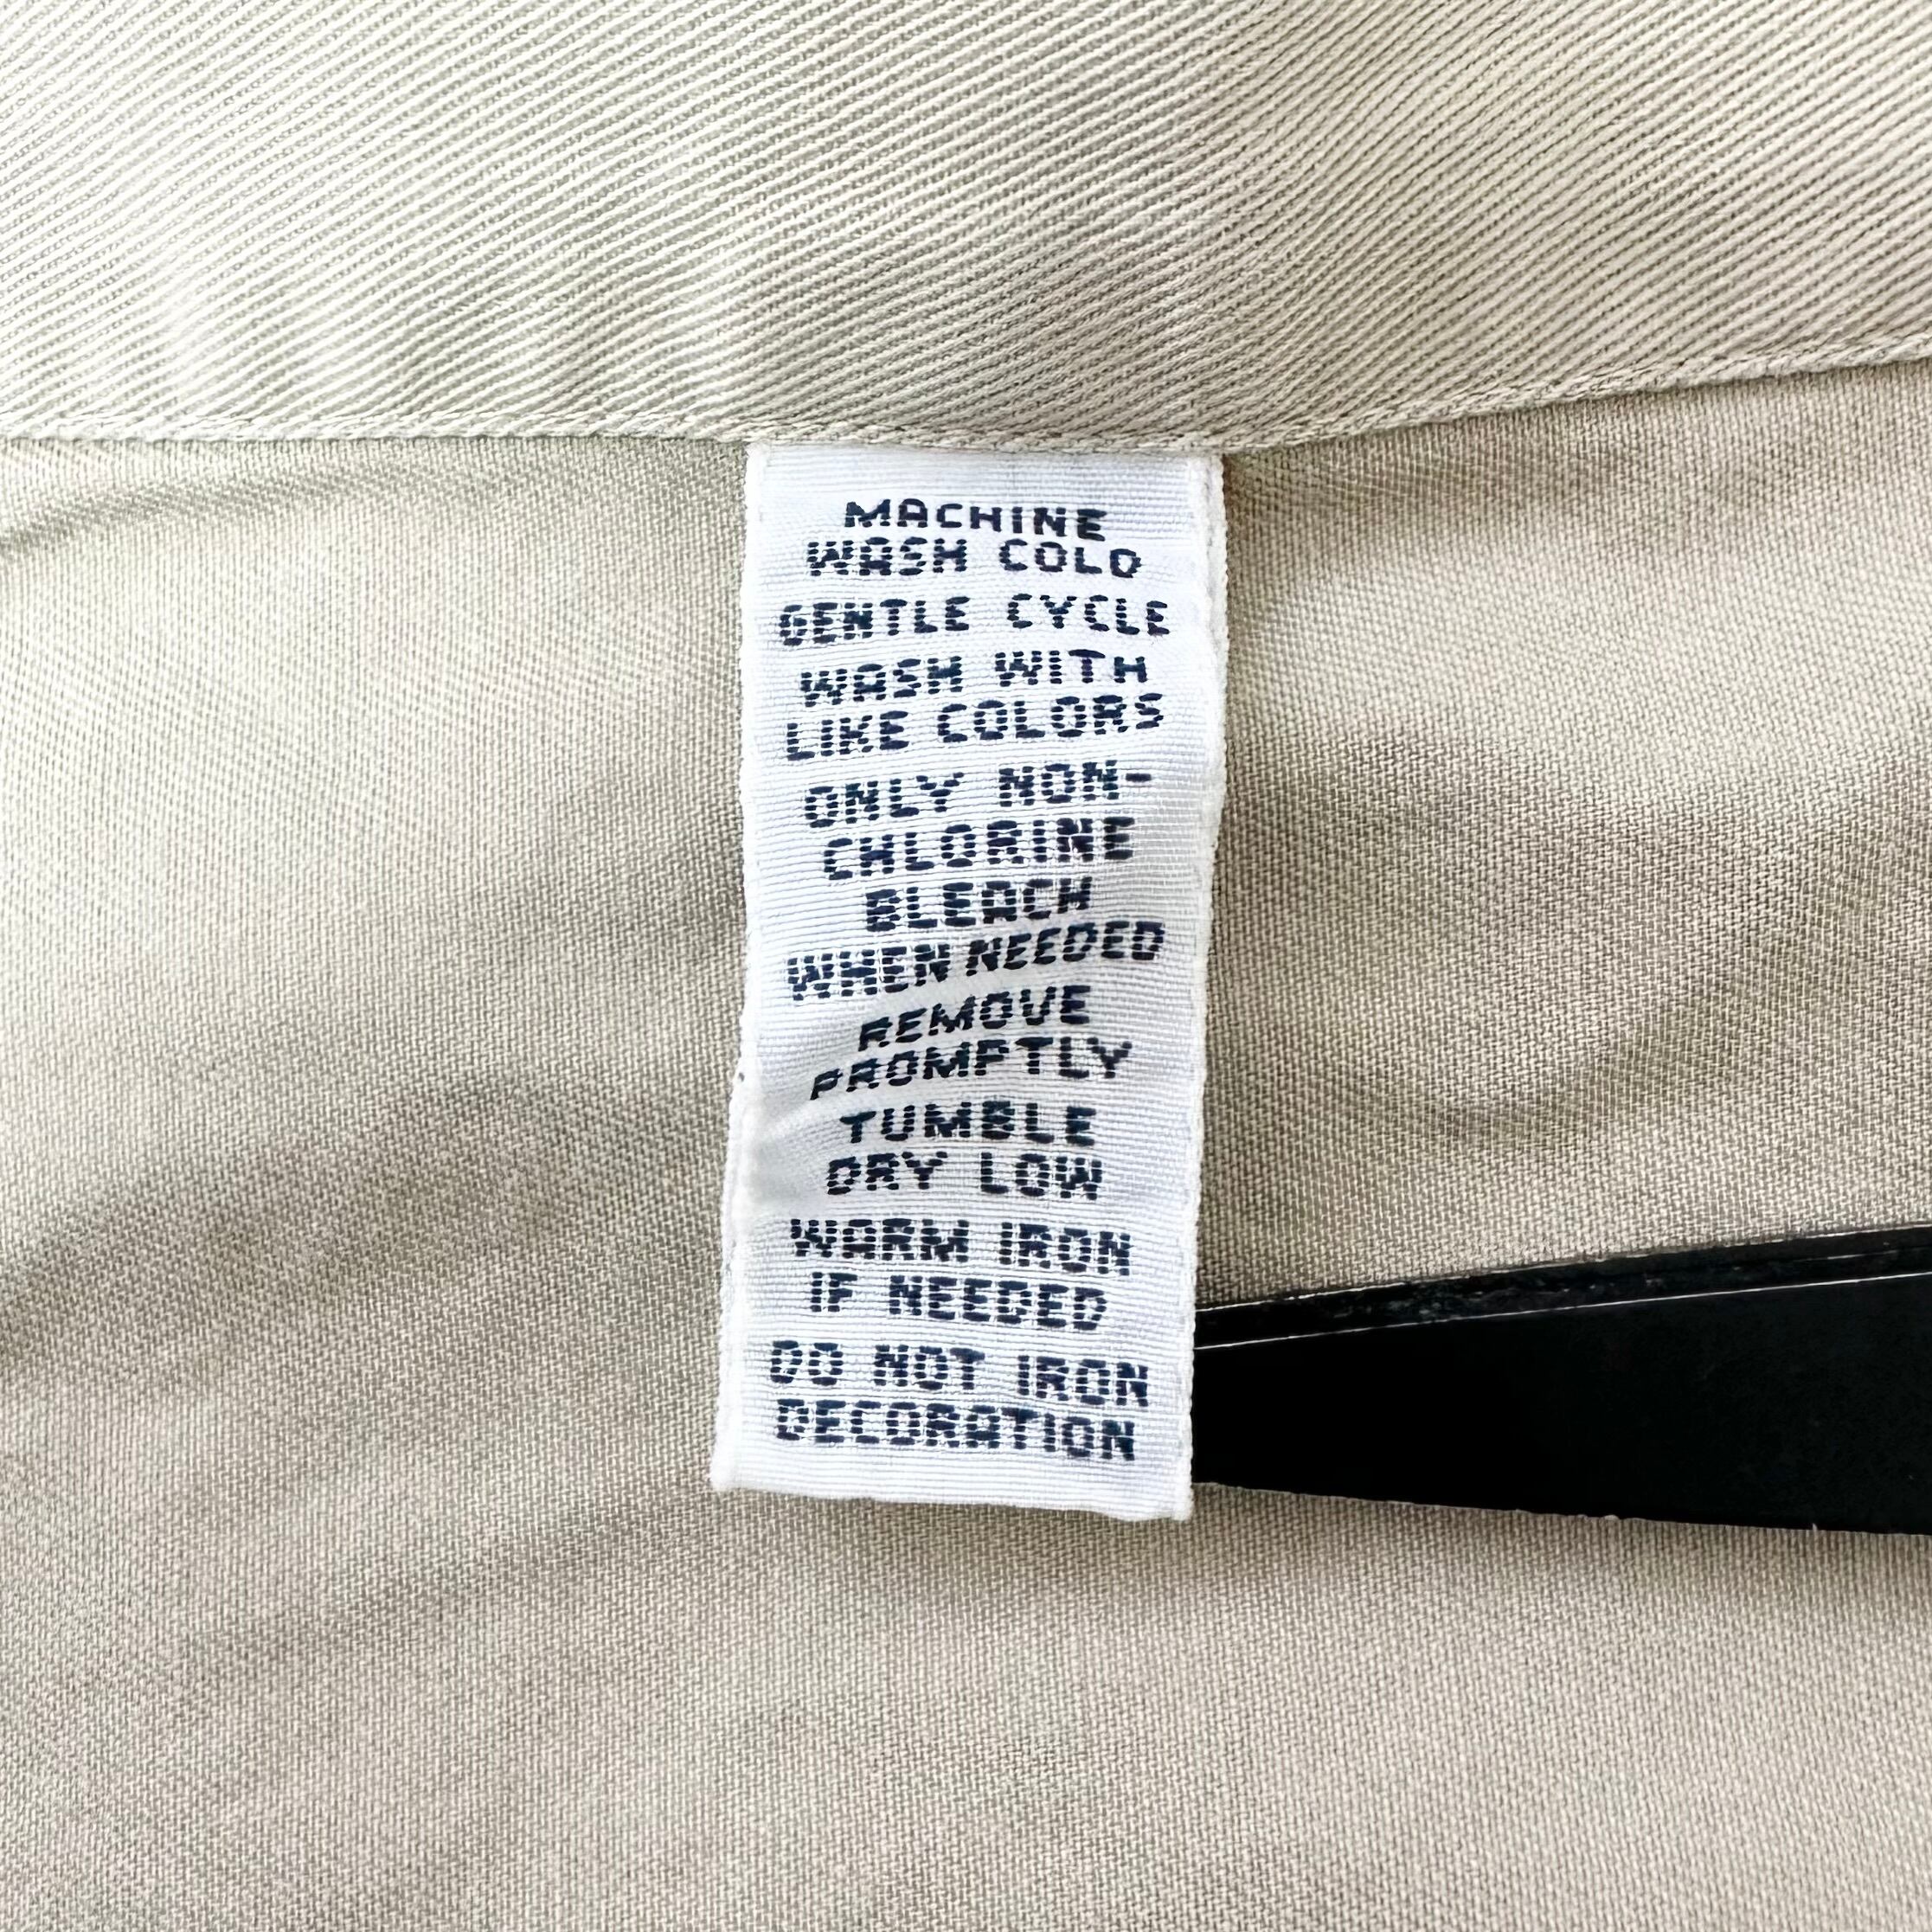 MACHINE
WASH COLD
GENTLE CYCLE
WASH WITH
LIKE COLORS
ONLY NON-
CHLORINE
BLEACH
WHEN NEEDED
REMOVE
PROMPTLY
TUMBLE
DRY LOW
WARM IRON
IF NEEDED
DO NOT IRON
DECORATION